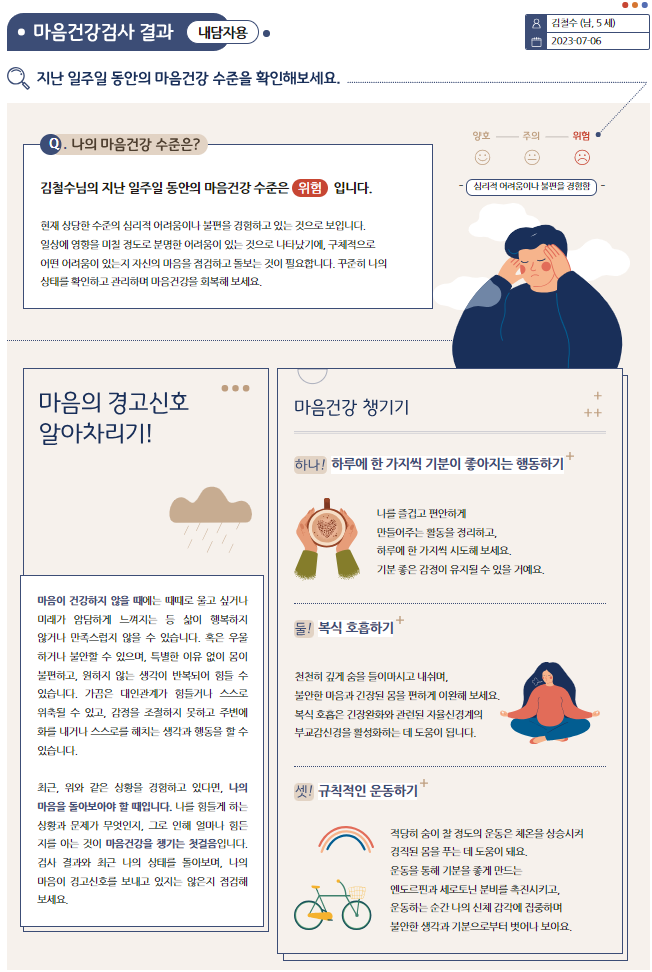 마음건강검사 결과
내담자용
김철수 (남, 5 세)
2023-07-06
지난 일주일 동안의 마음건강 수준을 확인해보세요.
Q. 나의 마음건강 수준은?
김철수님의 지난 일주일 동안의 마음건강 수준은 위험 입니다.
현재 상당한 수준의 심리적 어려움이나 불편을 경험하고 있는 것으로 보입니다.
일상에 영향을 미칠 정도로 분명한 어려움이 있는 것으로 나타났기에, 구체적으로
어떤 어려움이 있는지 자신의 마음을 점검하고 돌보는 것이 필요합니다. 꾸준히 나의
상태를 확인하고 관리하며 마음건강을 회복해 보세요.
양호 주의 위험
심리적 어려움이나 불편을 경험함
마음의 경고신호
알아차리기!
마음이 건강하지 않을 때에는 때때로 울고 싶거나
미래가 암담하게 느껴지는 등 삶이 행복하지
않거나 만족스럽지 않을 수 있습니다. 혹은 우울
하거나 불안할 수 있으며, 특별한 이유 없이 몸이
불편하고, 원하지 않는 생각이 반복되어 힘들 수
있습니다. 가끔은 대인관계가 힘들거나 스스로
위축될 수 있고, 감정을 조절하지 못하고 주변에
화를 내거나 스스로를 해치는 생각과 행동을 할 수
있습니다.
최근, 위와 같은 상황을 경험하고 있다면, 나의
마음을 돌아보아야 할 때입니다. 나를 힘들게 하는
상황과 문제가 무엇인지, 그로 인해 얼마나 힘든
지를 아는 것이 마음건강을 챙기는 첫걸음입니다.
검사 결과와 최근 나의 상태를 돌아보며, 나의
마음이 경고신호를 보내고 있지는 않은지 점검해
보세요.
마음건강 챙기기
하나! 하루에 한 가지씩 기분이 좋아지는 행동하기
나를 즐겁고 편안하게
만들어주는 활동을 정리하고,
하루에 한 가지씩 시도해 보세요.
기분 좋은 감정이 유지될 수 있을 거예요.
둘! 복식 호흡하기
천천히 깊게 숨을 들이마시고 내쉬며,
불안한 마음과 긴장된 몸을 편하게 이완해 보세요.
복식 호흡은 긴장완화와 관련된 자율신경계의
부교감신경을 활성화하는 데 도움이 됩니다.
셋! 규칙적인 운동하기
적당히 숨이 찰 정도의 운동은 체온을 상승시켜
경직된 몸을 푸는 데 도움이 돼요.
운동을 통해 기분을 좋게 만드는
엔도르핀과 세로토닌 분비를 촉진시키고,
운동하는 순간 나의 신체 감각에 집중하며
불안한 생각과 기분으로부터 벗어나 보아요.